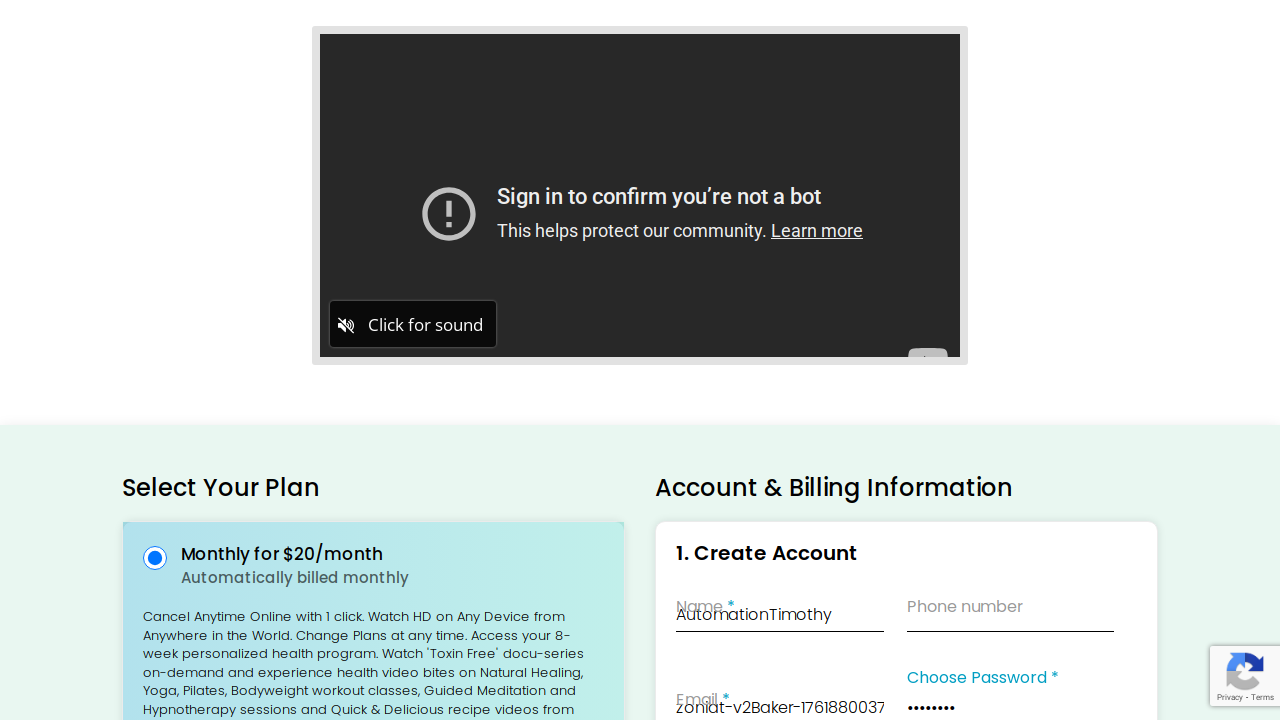 Sign in to confirm you’re not a bot
This helps protect our community. Learn more
Click for sound
Select Your Plan
Monthly for $20/month
Automatically billed monthly
Cancel Anytime Online with 1 click. Watch HD on Any Device from
Anywhere in the World. Change Plans at any time. Access your 8-
week personalized health program. Watch 'Toxin Free' docu-series
on-demand and experience health video bites on Natural Healing,
Yoga, Pilates, Bodyweight workout classes, Guided Meditation and
Hypnotherapy sessions and Quick & Delicious recipe videos from
Account & Billing Information
1. Create Account
Name *
AutomationTimothy
Phone number
Email *
zoniat-v2Baker-1761880037
Choose Password *
••••••••
Privacy - Terms